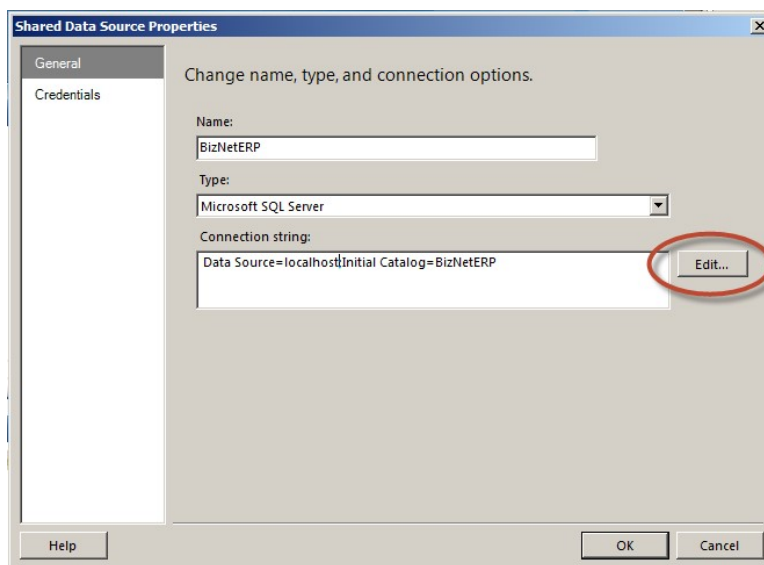 Shared Data Source Properties
General
Credentials
Change name, type, and connection options.
Name:
BizNetERP
Type:
Microsoft SQL Server
Connection string:
Data Source=localhost;Initial Catalog=BizNetERP
Edit...
Help
OK
Cancel